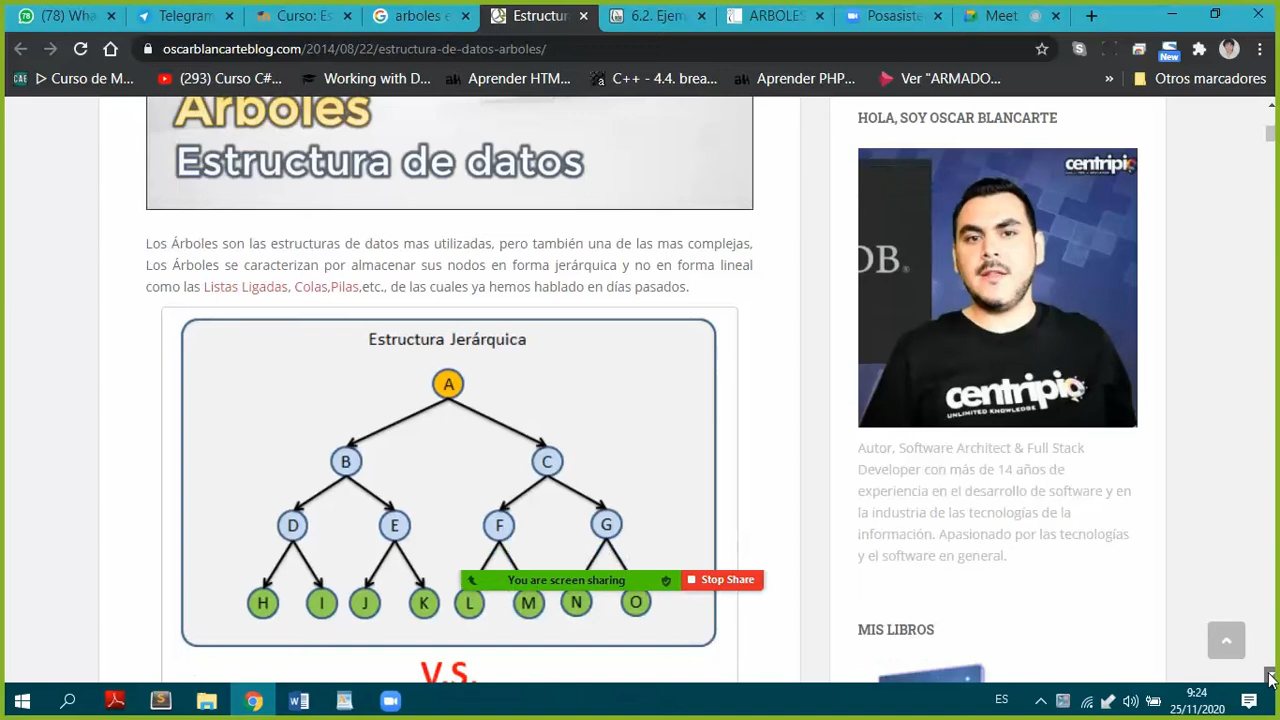 (78) Wha
Telegram
Curso: Es
arboles e
Estructur
6.2. Ejem
ARBOLES
Posasiste
Meet
oscarblancarteblog.com/2014/08/22/estructura-de-datos-arboles/
New
▷ Curso de M...
(293) Curso C#...
Working with D...
Aprender HTM...
C++ - 4.4. brea...
Aprender PHP...
Ver "ARMADO...
»
Otros marcadores
Árboles
Estructura de datos
Los Árboles son las estructuras de datos mas utilizadas, pero también una de las mas complejas,
Los Árboles se caracterizan por almacenar sus nodos en forma jerárquica y no en forma lineal
como las Listas Ligadas, Colas,Pilas,etc., de las cuales ya hemos hablado en días pasados.
Estructura Jerárquica
A
B C
D E F G
You are screen sharing
Stop Share
H I J K L M N O
V.S.
HOLA, SOY OSCAR BLANCARTE
centripio
DB®
centripio
UNLIMITED KNOWLEDGE
Autor, Software Architect & Full Stack
Developer con más de 14 años de
experiencia en el desarrollo de software y en
la industria de las tecnologías de la
información. Apasionado por las tecnologías
y el software en general.
MIS LIBROS
ES
9:24
25/11/2020